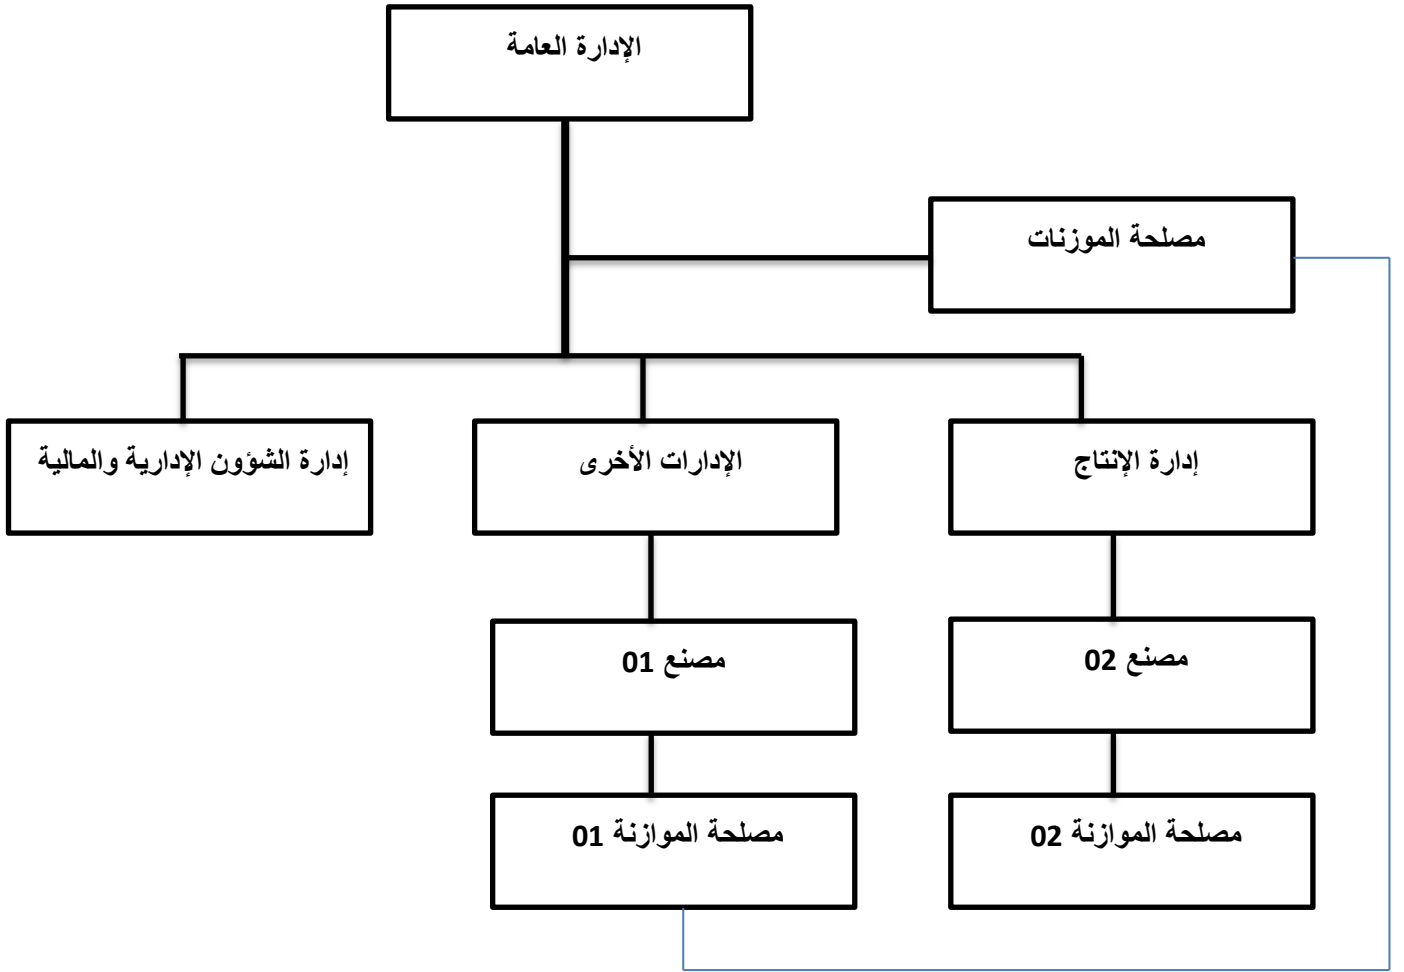 الإدارة العامة
مصلحة الموزنات
إدارة الإنتاج
الإدارات الأخرى
إدارة الشؤون الإدارية والمالية
مصنع 02
مصنع 01
مصلحة الموازنة 02
مصلحة الموازنة 01